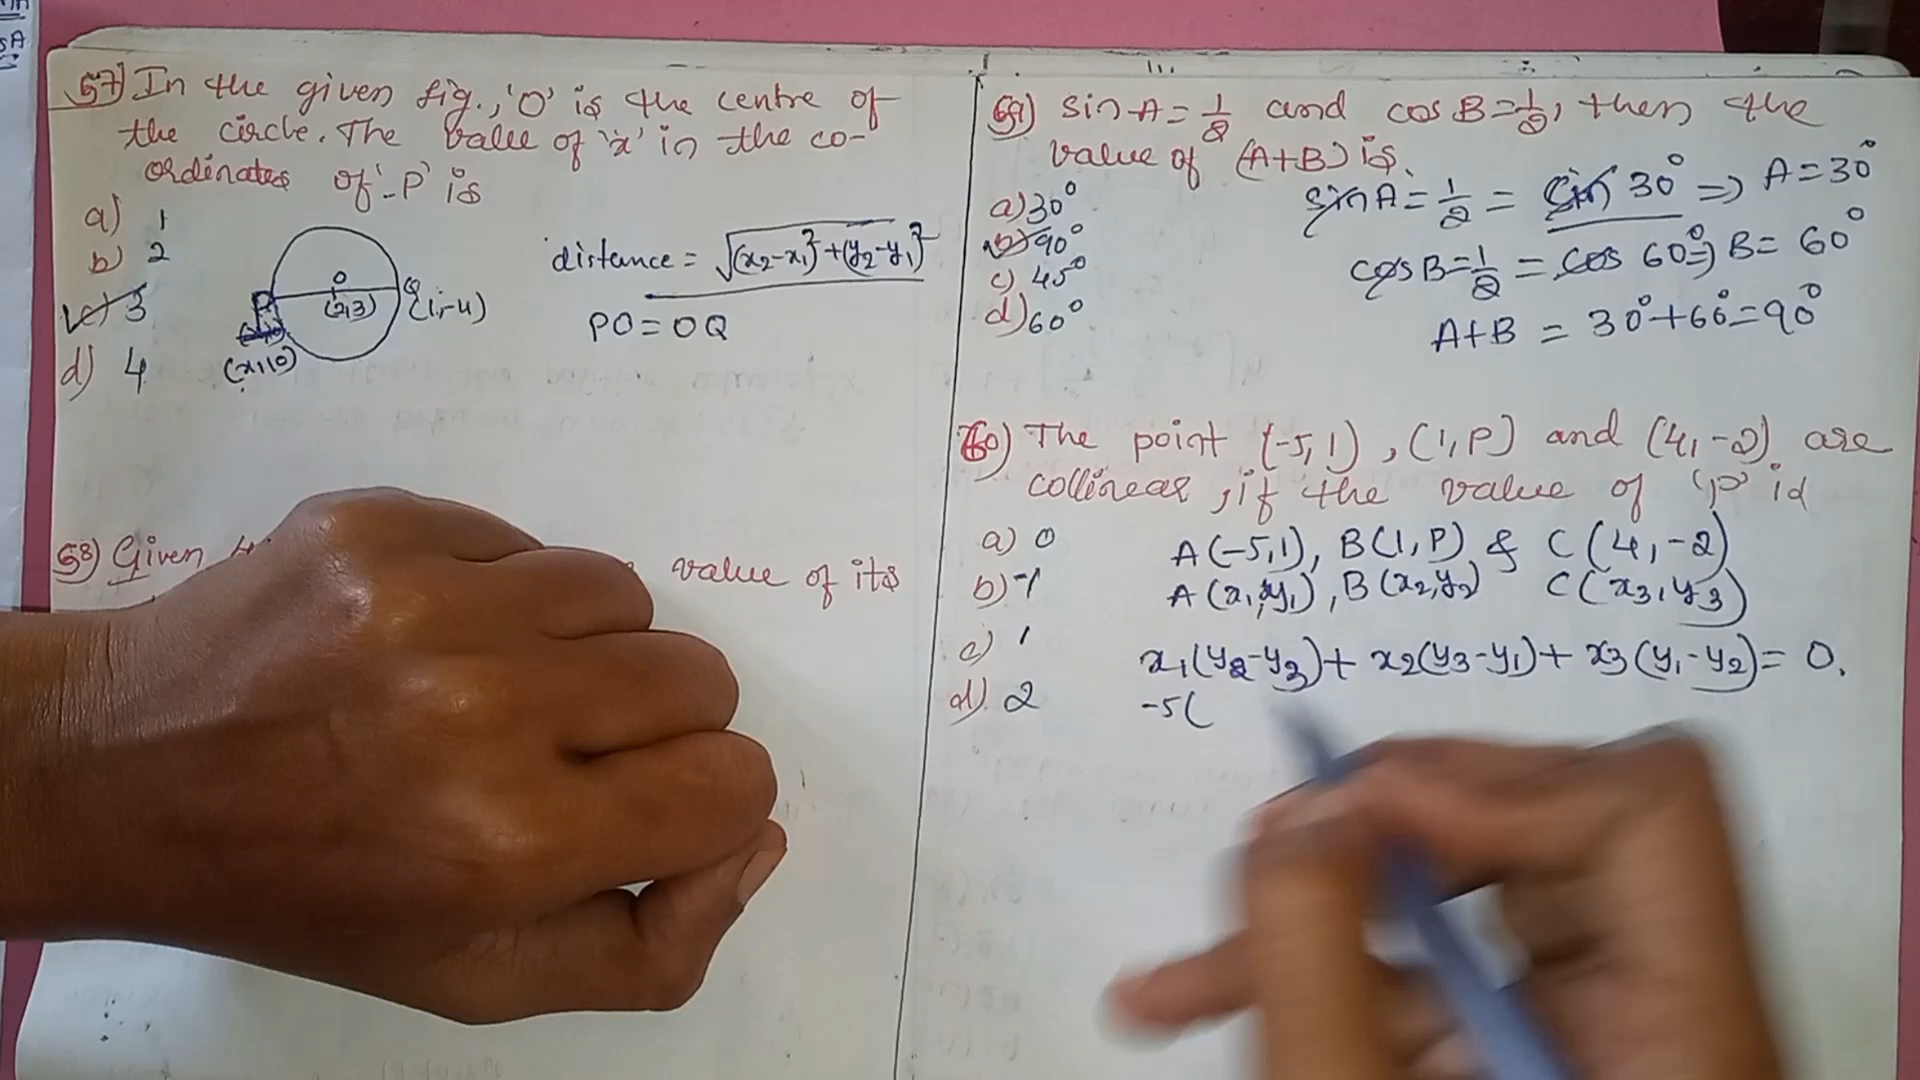 57) In the given fig., 'O' is the centre of
the circle. The value of 'x' in the co-
ordinates of 'P' is
a) 1
b) 2
c) 3
d) 4
O
(2,3)
P
Q (1,-4)
(x,10)
distance = √(x₂-x₁)²+(y₂-y₁)²
PO = OQ
58) Given
value of its
59) sin A = 1/2 and cos B = 1/2, then the
value of (A+B) is
a) 30°
b) 90°
c) 45°
d) 60°
sin A = 1/2 = sin 30° => A = 30°
cos B = 1/2 = cos 60° => B = 60°
A+B = 30°+60°=90°
60) The point (-5,1), (1,P) and (4,-2) are
collinear, if the value of 'p' is
a) 0
b) -1
c) 1
d) 2
A(-5,1), B(1,P) & C(4,-2)
A(x₁,y₁), B(x₂,y₂) C(x₃,y₃)
x₁(y₂-y₃)+ x₂(y₃-y₁)+ x₃(y₁-y₂)= 0.
-5(